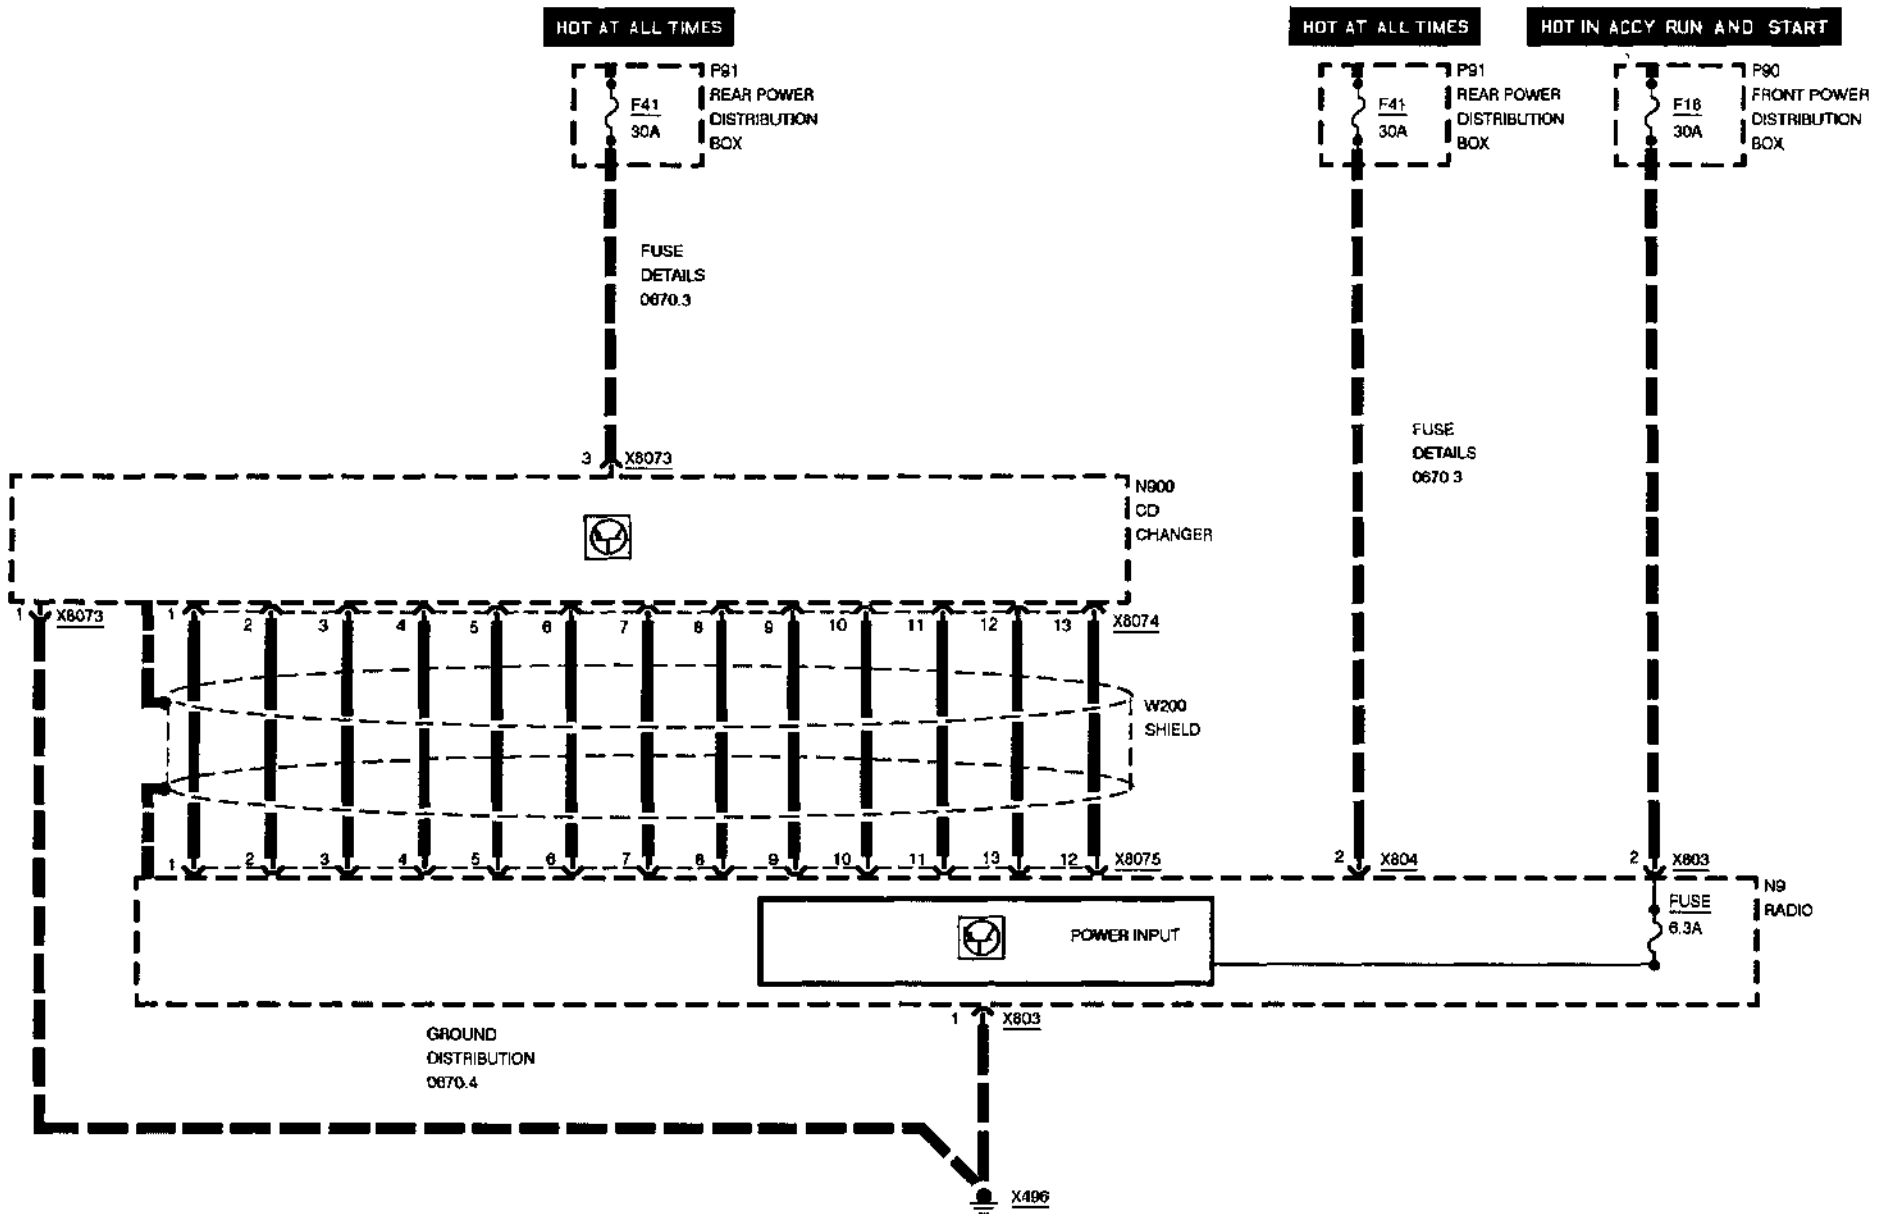 HOT AT ALL TIMES
HOT AT ALL TIMES
HOT IN ACCY RUN AND START
F41
30A
P91
REAR POWER
DISTRIBUTION
BOX
F41
30A
P91
REAR POWER
DISTRIBUTION
BOX
F18
30A
P90
FRONT POWER
DISTRIBUTION
BOX
FUSE
DETAILS
0670.3
FUSE
DETAILS
0670 3
3 X8073
N900
CD
CHANGER
1 X8073
1 2 3 4 5 6 7 8 9 10 11 12 13 X8074
W200
SHIELD
1 2 3 4 5 6 7 8 9 10 11 13 12 X8075
2 X804
2 X803
N9
RADIO
FUSE
6.3A
POWER INPUT
1 X803
GROUND
DISTRIBUTION
0670.4
X496